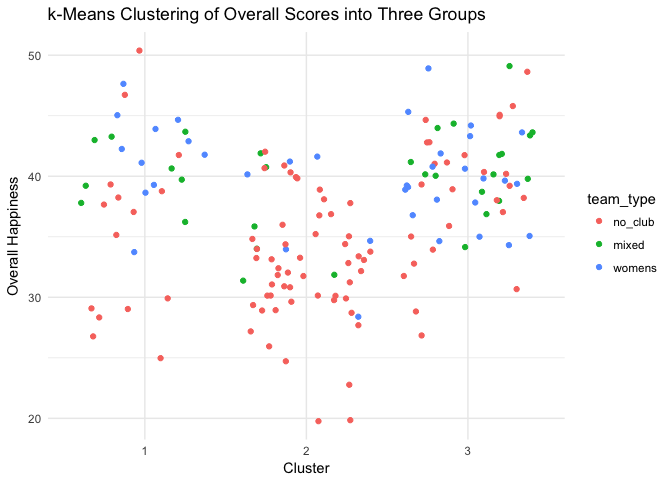 k-Means Clustering of Overall Scores into Three Groups
50
40
30
20
Overall Happiness
1
2
3
Cluster
team_type
no_club
mixed
womens